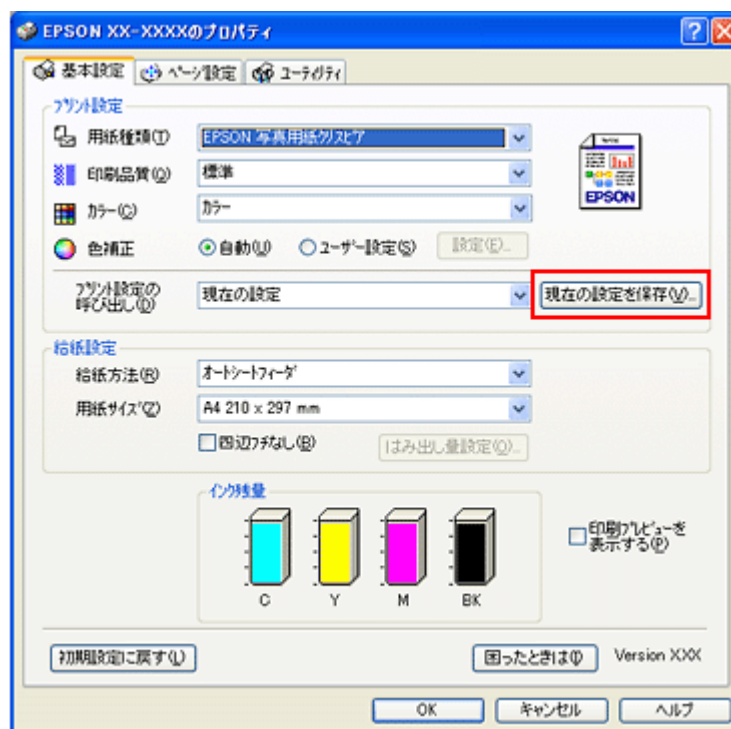 EPSON XX-XXXXのプロパティ
基本設定 ページ設定 ユーティリティ
プリント設定
用紙種類(T) EPSON 写真用紙クリスピア
EPSON
印刷品質(Q) 標準
カラー(C) カラー
色補正 自動(U) ユーザー設定(S) 設定(E)...
プリント設定の
呼び出し(D)
現在の設定 現在の設定を保存(V)...
給紙設定
給紙方法(R) オートシートフィーダ
用紙サイズ(Z) A4 210 x 297 mm
四辺フチなし(B) はみ出し量設定(O)...
インク残量
C Y M BK
印刷プレビューを
表示する(P)
初期設定に戻す(L) 困ったときは(I) Version XXX
OK キャンセル ヘルプ